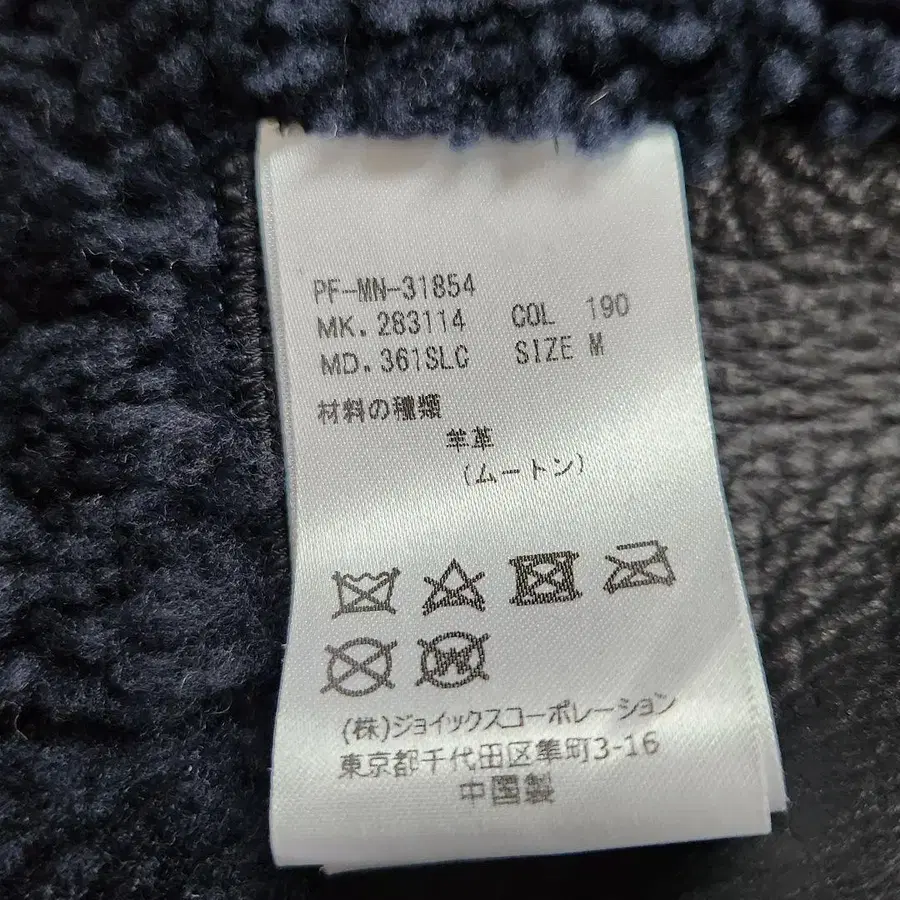 PF-MN-31854
MK. 283114 COL 190
MD. 361SLC SIZE M
材料の種類
羊革
(ムートン)
(株)ジョイックスコーポレーション
東京都千代田区隼町3-16
中国製